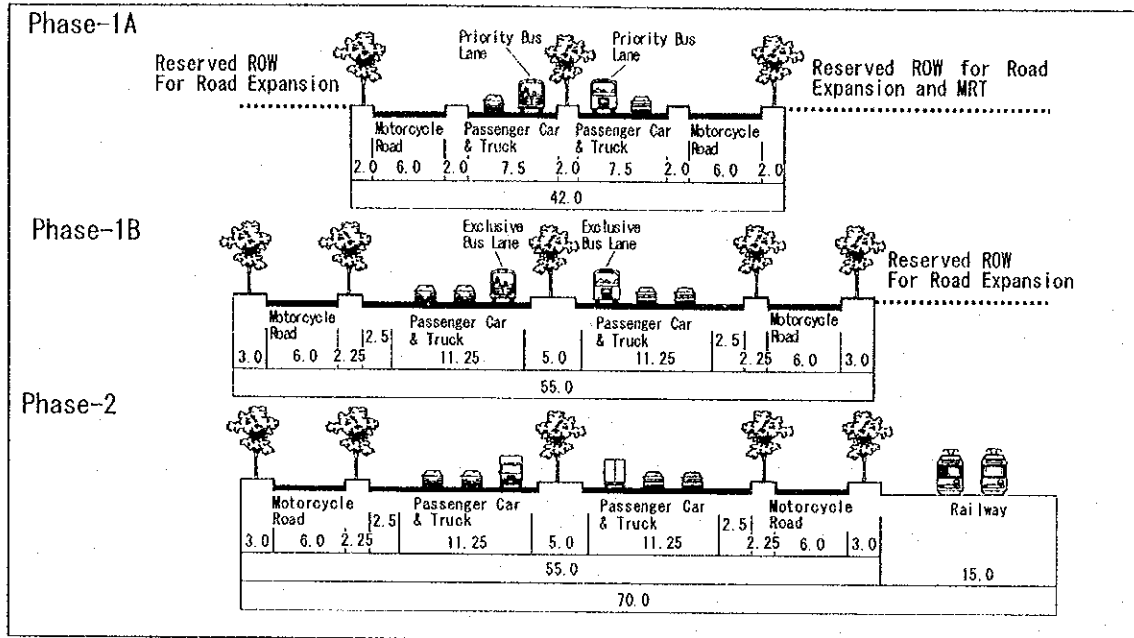 Phase-1A
Priority Bus
Lane
Priority Bus
Lane
Reserved ROW
For Road Expansion
Reserved ROW for Road
Expansion and MRT
Motorcycle
Road
Passenger Car
& Truck
Passenger Car
& Truck
Motorcycle
Road
2.0 6.0 2.0 7.5 2.0 7.5 2.0 6.0 2.0
42.0
Phase-1B
Exclusive
Bus Lane
Exclusive
Bus Lane
Reserved ROW
For Road Expansion
Motorcycle
Road
Passenger Car
& Truck
Passenger Car
& Truck
Motorcycle
Road
3.0 6.0 2.25 2.5 11.25 5.0 11.25 2.5 2.25 6.0 3.0
55.0
Phase-2
Motorcycle
Road
Passenger Car
& Truck
Passenger Car
& Truck
Motorcycle
Road
Railway
3.0 6.0 2.25 2.5 11.25 5.0 11.25 2.5 2.25 6.0 3.0
55.0
15.0
70.0